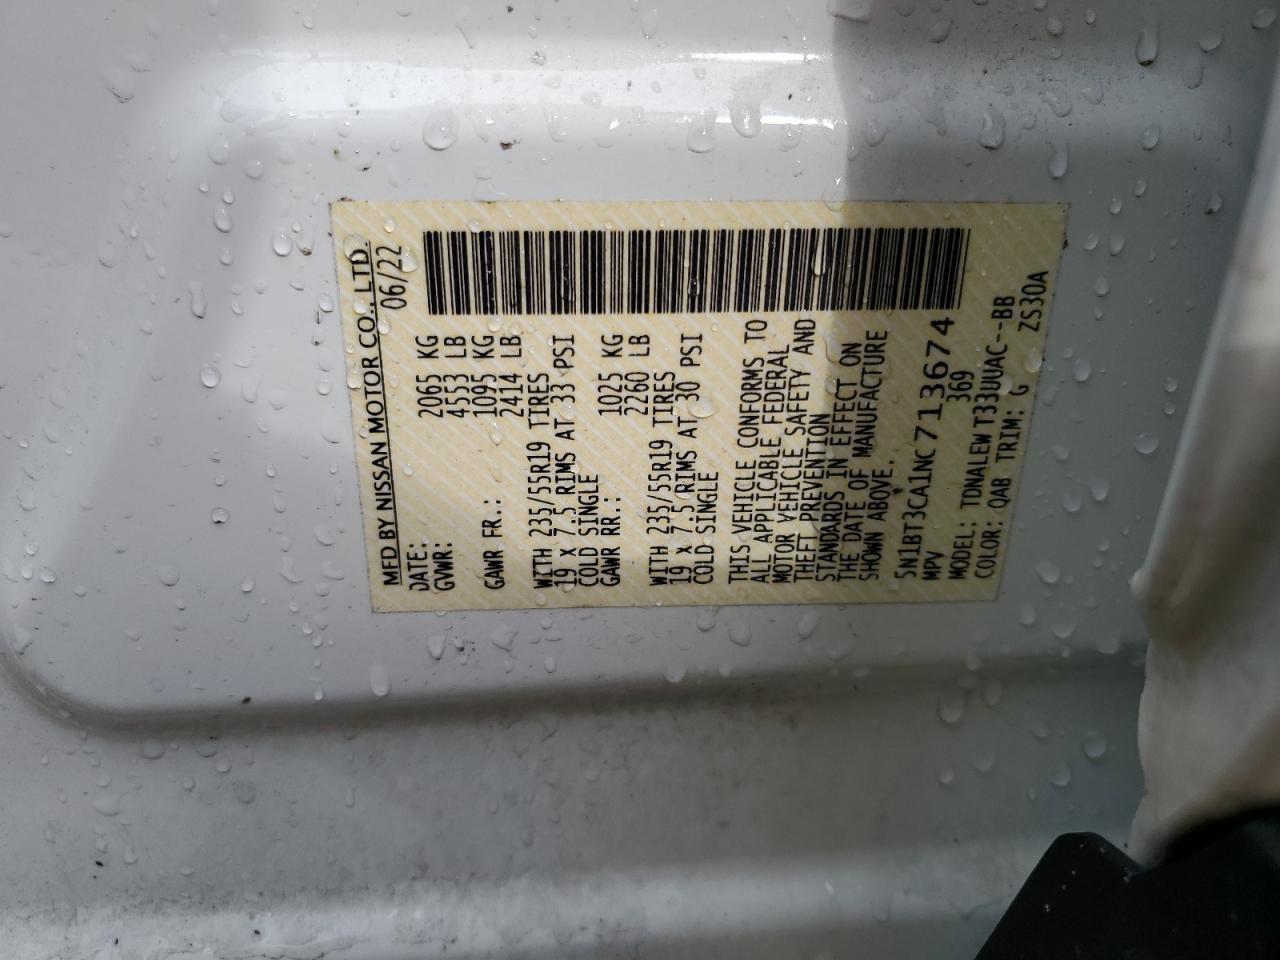 MFD BY NISSAN MOTOR CO., LTD.
DATE: 06/22
GVWR: 2065 KG
4553 LB
GAWR FR.: 1095 KG
2414 LB
WITH 235/55R19 TIRES
19 x 7.5 RIMS AT 33 PSI
COLD SINGLE
GAWR RR.: 1025 KG
2260 LB
WITH 235/55R19 TIRES
19 x 7.5 RIMS AT 30 PSI
COLD SINGLE
THIS VEHICLE CONFORMS TO
ALL APPLICABLE FEDERAL
MOTOR VEHICLE SAFETY AND
THEFT PREVENTION
STANDARDS IN EFFECT ON
THE DATE OF MANUFACTURE
SHOWN ABOVE.
5N1BT3CA1NC713674
MPV 369
MODEL: TDNALEW T33UUAC--BB
COLOR: QAB TRIM: G ZS30A